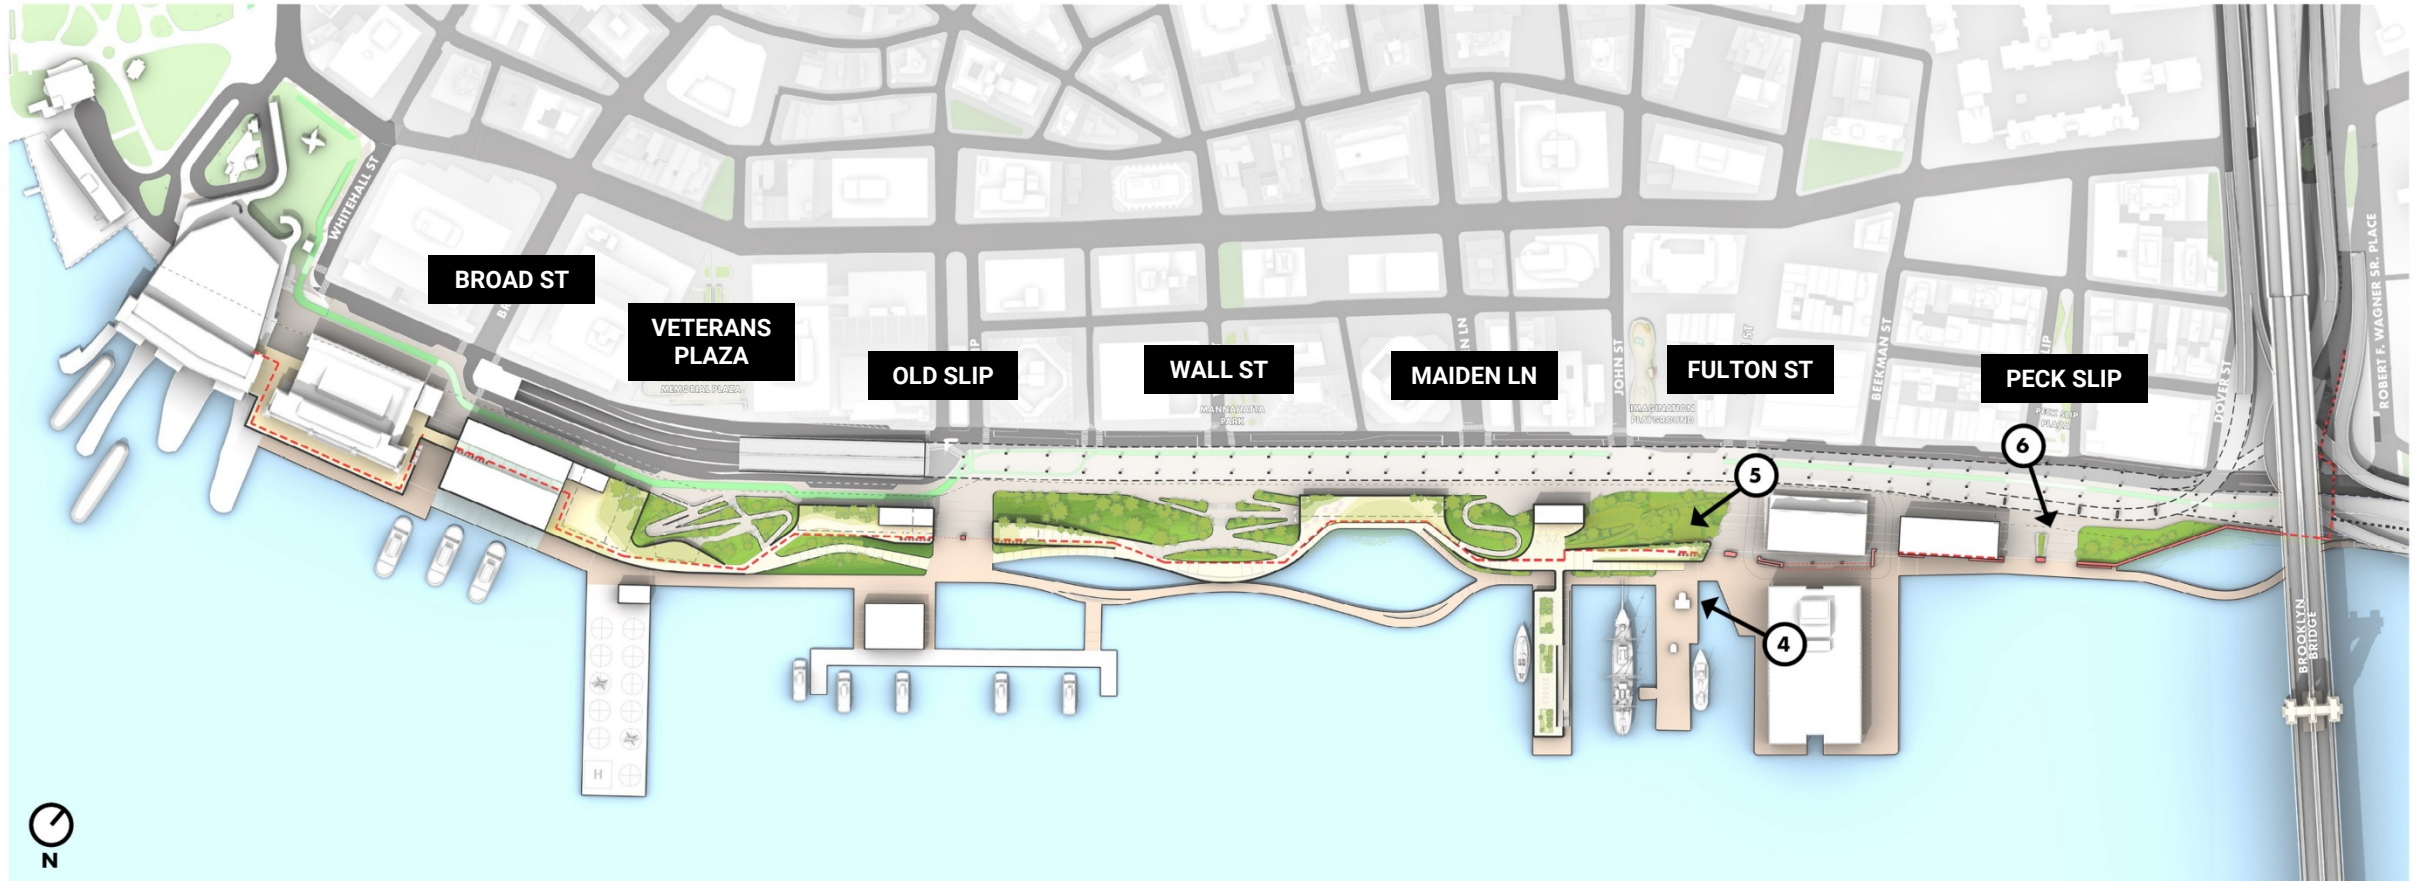 WHITEHALL ST
BROAD ST
VETERANS
PLAZA
MEMORIAL PLAZA
OLD SLIP
WALL ST
MANNAHATTA
PARK
MAIDEN LN
LN
JOHN ST
IMAGINATION
PLAYGROUND
FULTON ST
ST
BEEKMAN ST
PECK SLIP
PECK SLIP
PLAZA
DOVER ST
ROBERT F. WAGNER SR. PLACE
BROOKLYN
BRIDGE
6
5
4
H
N